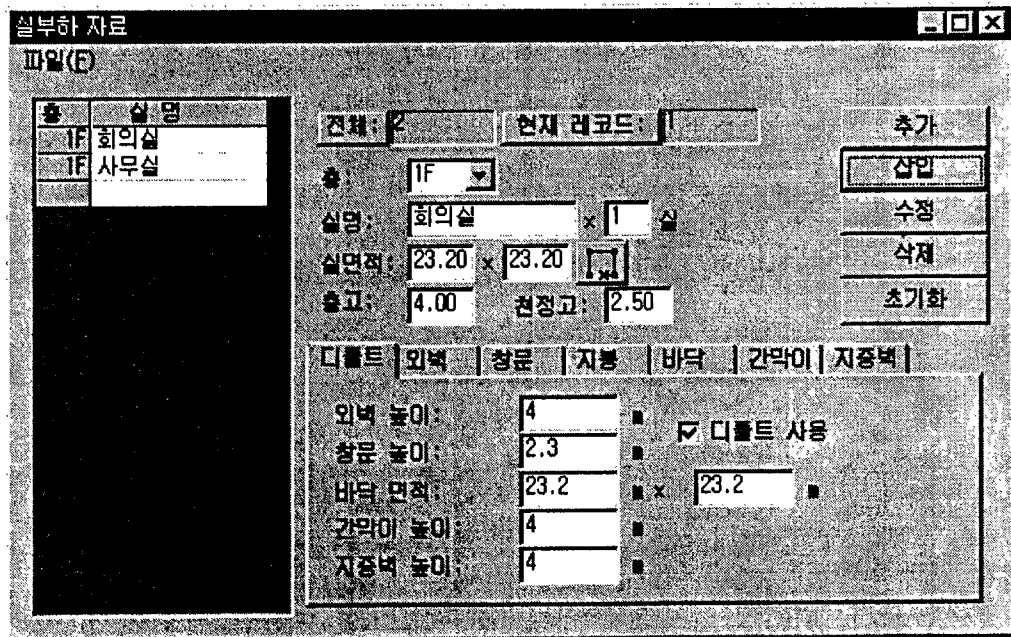 실부하 자료
파일(F)
층 실 명
1F 회의실
1F 사무실
전체: 2 현재 레코드: 1
층: 1F
실명: 회의실 x 1 실
실면적: 23.20 x 23.20
층고: 4.00 천정고: 2.50
추가
삽입
수정
삭제
초기화
디폴트 외벽 창문 지붕 바닥 간막이 지중벽
외벽 높이: 4 m
창문 높이: 2.3 m
바닥 면적: 23.2 m x 23.2 m
간막이 높이: 4 m
지중벽 높이: 4 m
디폴트 사용